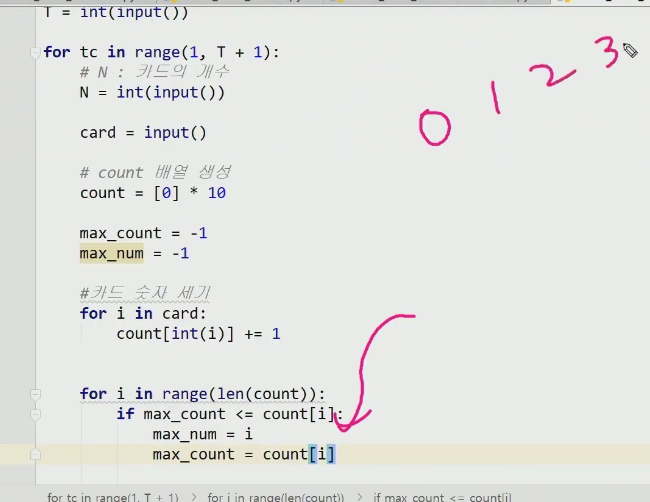 T = int(input())
for tc in range(1, T + 1):
# N : 카드의 개수
N = int(input())
card = input()
# count 배열 생성
count = [0] * 10
max_count = -1
max_num = -1
#카드 숫자 세기
for i in card:
count[int(i)] += 1
for i in range(len(count)):
if max_count <= count[i]:
max_num = i
max_count = count[i]
0 1 2 3
for tc in range(1, T + 1) > for i in range(len(count)) > if max_count <= count[i]